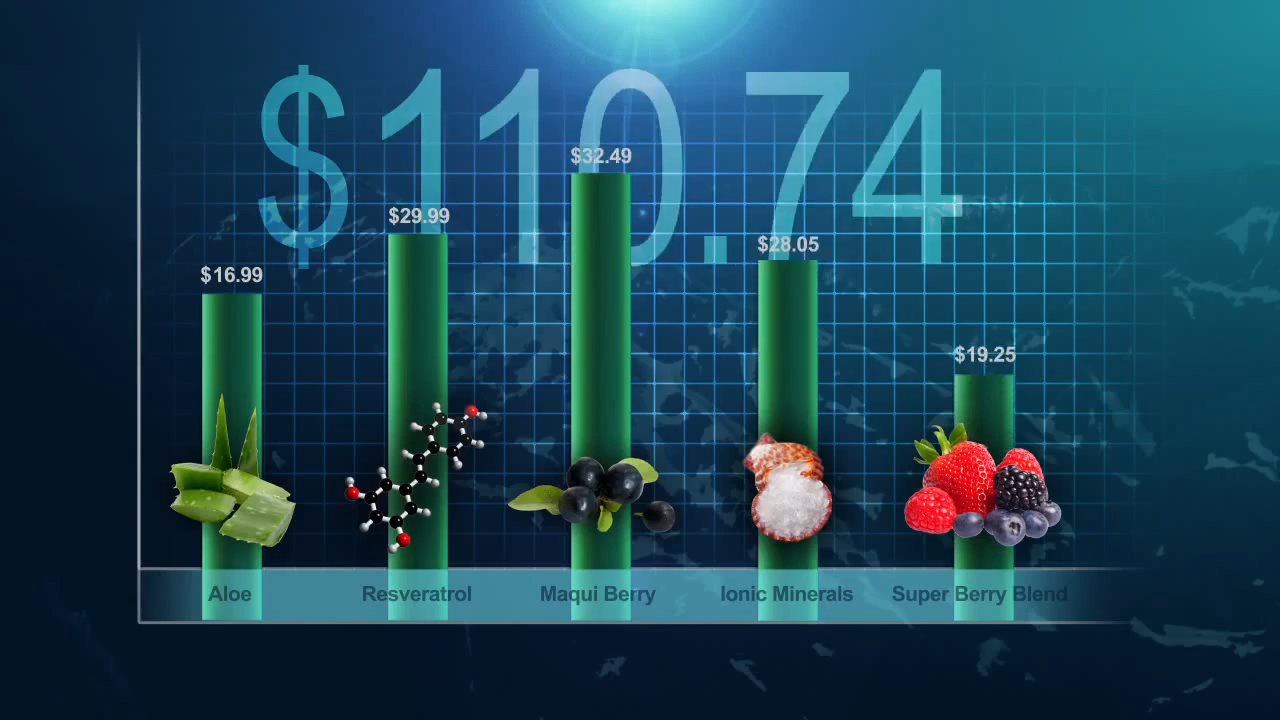 $110.74
$32.49
$29.99
$28.05
$16.99
$19.25
Aloe
Resveratrol
Maqui Berry
Ionic Minerals
Super Berry Blend